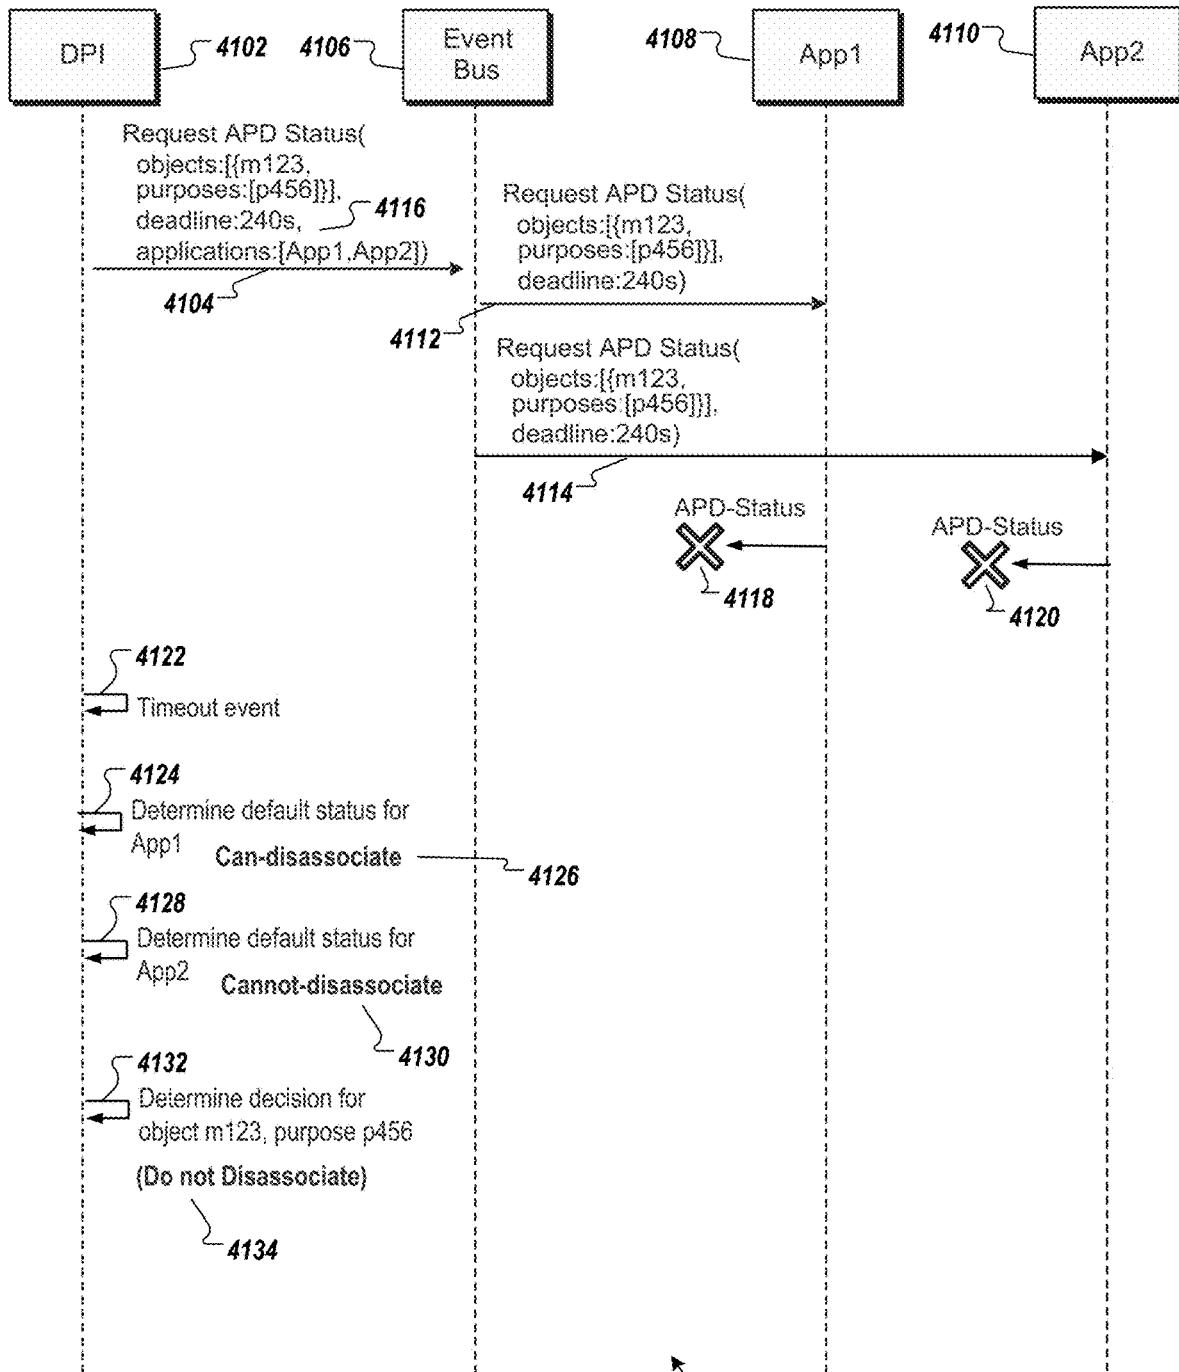 DPI
4102
4106
Event
Bus
4108
App1
4110
App2
Request APD Status(
objects:[{m123,
purposes:[p456]}],
deadline:240s,
4116
applications:[App1,App2])
4104
Request APD Status(
objects:[{m123,
purposes:[p456]}],
deadline:240s)
4112
Request APD Status(
objects:[{m123,
purposes:[p456]}],
deadline:240s)
4114
APD-Status
4118
APD-Status
4120
4122
Timeout event
4124
Determine default status for
App1
Can-disassociate
4126
4128
Determine default status for
App2
Cannot-disassociate
4130
4132
Determine decision for
object m123, purpose p456
(Do not Disassociate)
4134